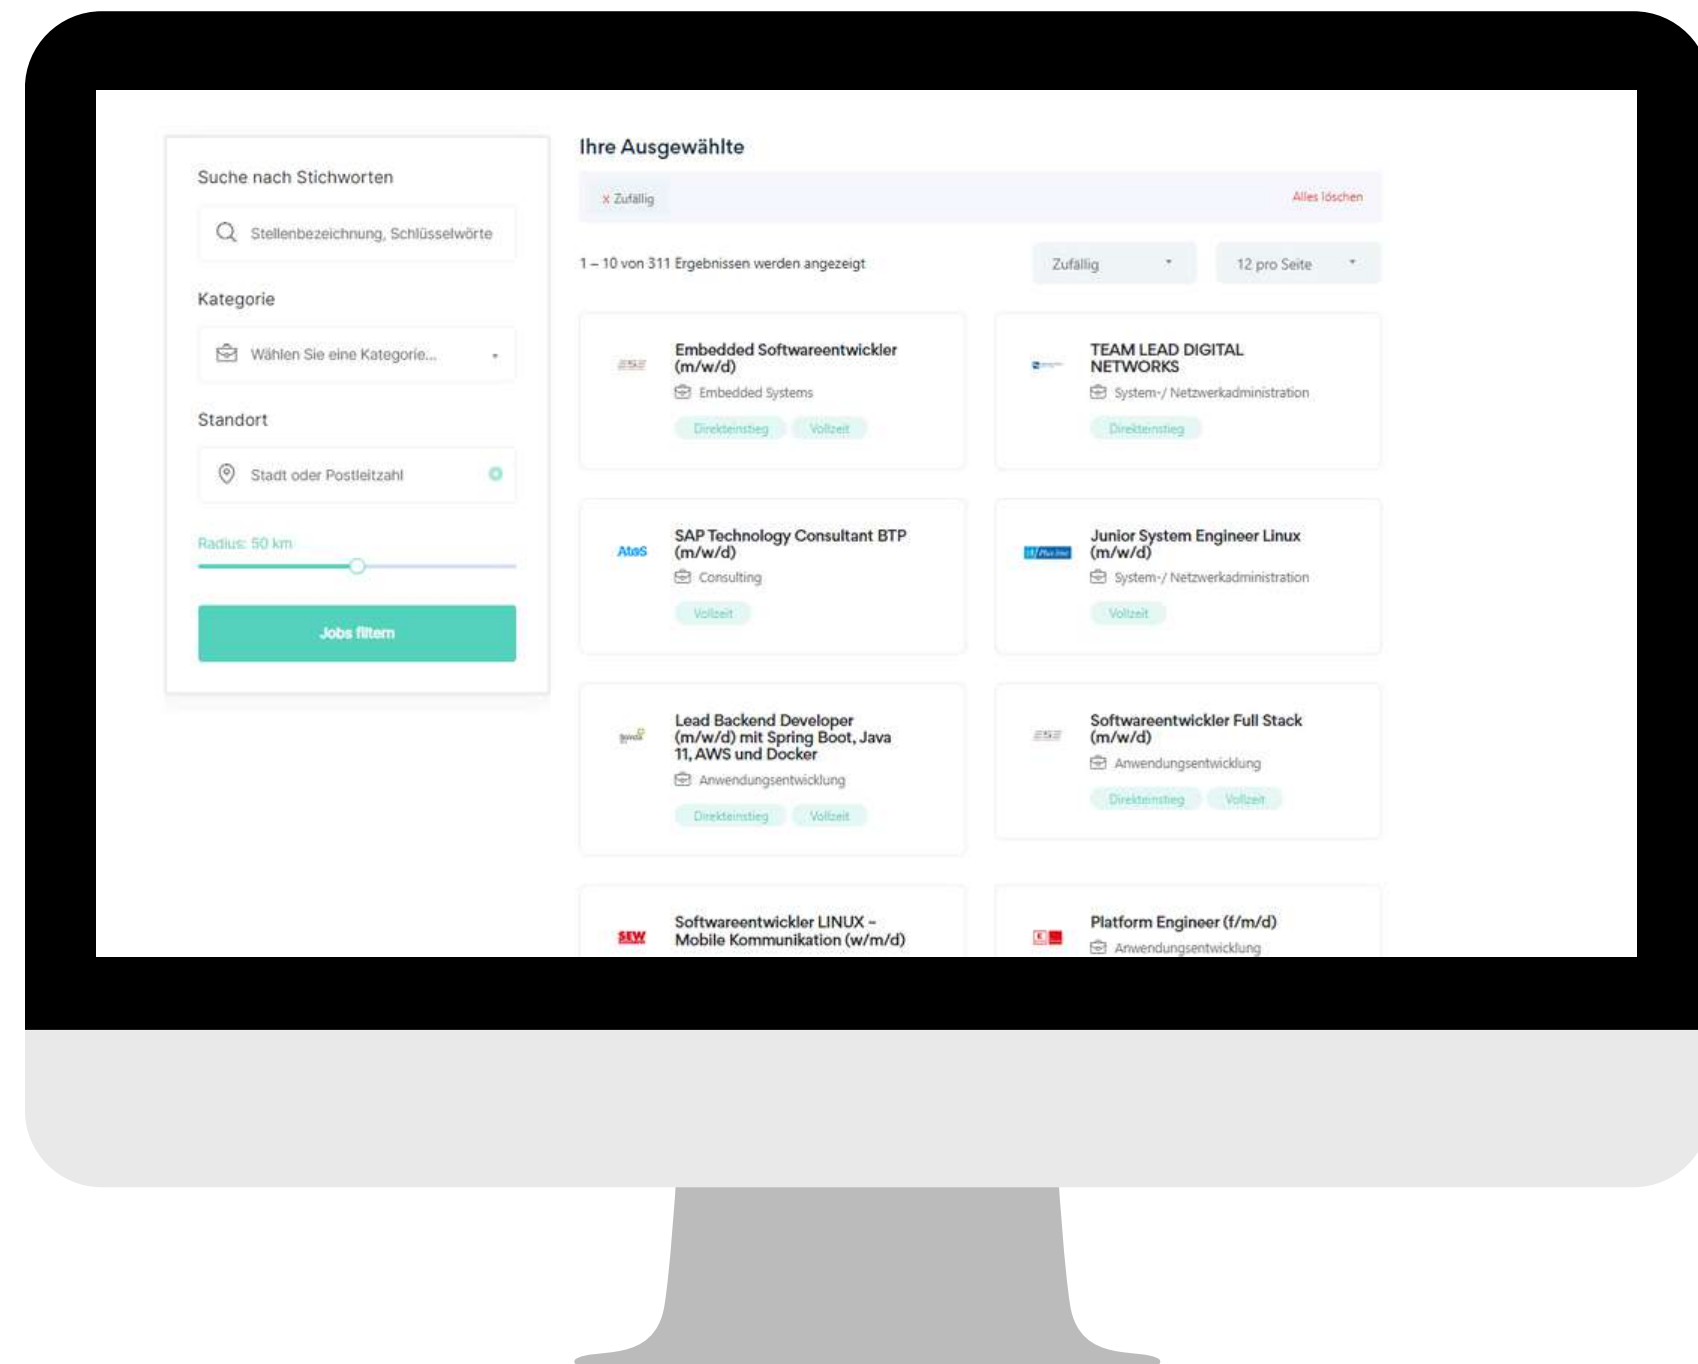 Suche nach Stichworten
Stellenbezeichnung, Schlüsselwörte
Kategorie
Wählen Sie eine Kategorie...
Standort
Stadt oder Postleitzahl
Radius: 50 km
Jobs filtern
Ihre Ausgewählte
x Zufällig
Alles löschen
1 – 10 von 311 Ergebnissen werden angezeigt
Zufällig
12 pro Seite
ESE
Embedded Softwareentwickler
(m/w/d)
Embedded Systems
Direkteinstieg Vollzeit
TEAM LEAD DIGITAL
NETWORKS
System-/ Netzwerkadministration
Direkteinstieg
Atos
SAP Technology Consultant BTP
(m/w/d)
Consulting
Vollzeit
Junior System Engineer Linux
(m/w/d)
System-/ Netzwerkadministration
Vollzeit
Lead Backend Developer
(m/w/d) mit Spring Boot, Java
11, AWS und Docker
Anwendungsentwicklung
Direkteinstieg Vollzeit
ESE
Softwareentwickler Full Stack
(m/w/d)
Anwendungsentwicklung
Direkteinstieg Vollzeit
SEW
Softwareentwickler LINUX –
Mobile Kommunikation (w/m/d)
K
Platform Engineer (f/m/d)
Anwendungsentwicklung